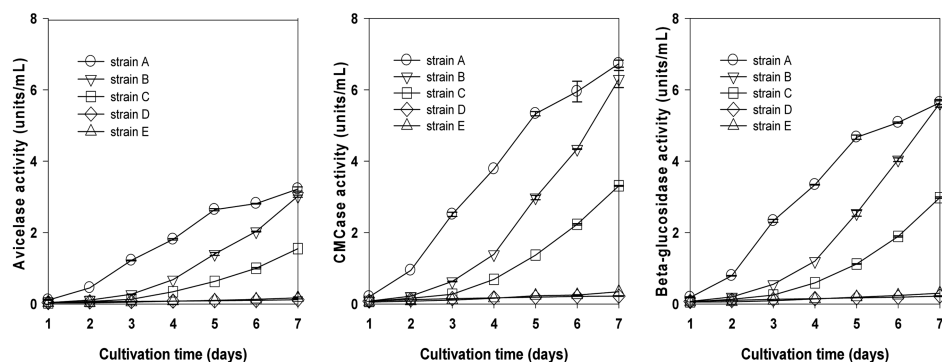 Avicelase activity (units/mL)
8
6
4
2
0
strain A
strain B
strain C
strain D
strain E
1 2 3 4 5 6 7
Cultivation time (days)
CMCase activity (units/mL)
8
6
4
2
0
strain A
strain B
strain C
strain D
strain E
1 2 3 4 5 6 7
Cultivation time (days)
Beta-glucosidase activity (units/mL)
8
6
4
2
0
strain A
strain B
strain C
strain D
strain E
1 2 3 4 5 6 7
Cultivation time (days)